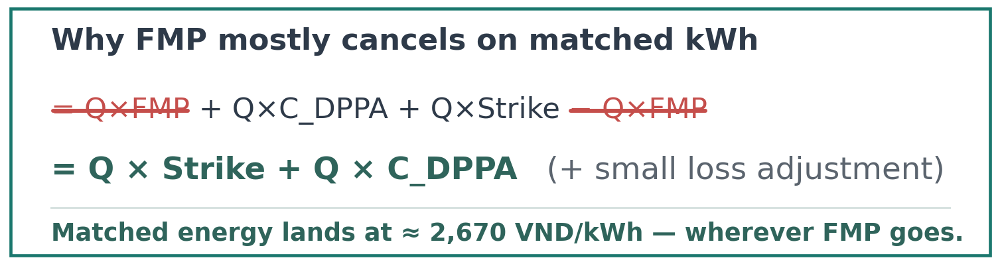 Why FMP mostly cancels on matched kWh
= Q×FMP + Q×C_DPPA + Q×Strike − Q×FMP
= Q × Strike + Q × C_DPPA (+ small loss adjustment)
Matched energy lands at ≈ 2,670 VND/kWh — wherever FMP goes.